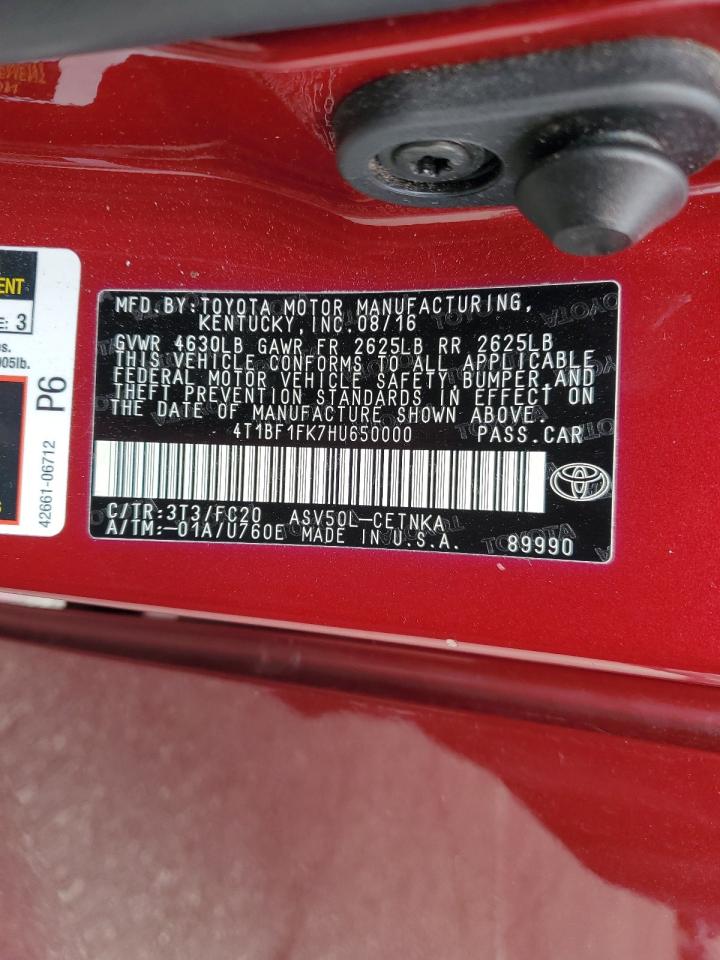 MFD. BY: TOYOTA MOTOR MANUFACTURING,
KENTUCKY, INC. 08/16
GVWR 4630LB GAWR FR 2625LB RR 2625LB
THIS VEHICLE CONFORMS TO ALL APPLICABLE
FEDERAL MOTOR VEHICLE SAFETY, BUMPER, AND
THEFT PREVENTION STANDARDS IN EFFECT ON
THE DATE OF MANUFACTURE SHOWN ABOVE.
4T1BF1FK7HU650000 PASS. CAR
C/TR: 3T3/FC20 ASV50L-CETNKA
A/TM: -01A/U760E MADE IN U.S.A. 89990
ENT
E: 3
os.
005lb.
P6
42661-06712